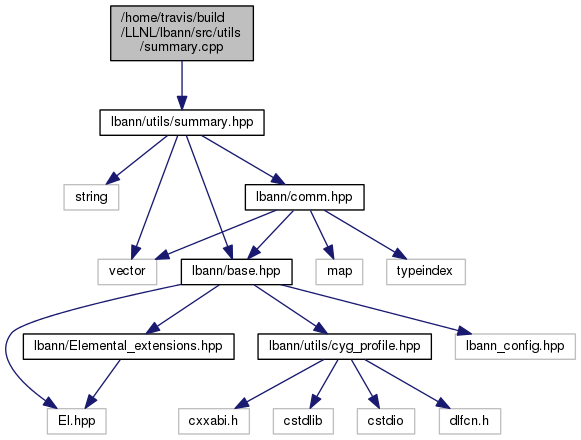 /home/travis/build
/LLNL/lbann/src/utils
/summary.cpp
lbann/utils/summary.hpp
string
lbann/comm.hpp
vector
lbann/base.hpp
map
typeindex
lbann/Elemental_extensions.hpp
lbann/utils/cyg_profile.hpp
lbann_config.hpp
El.hpp
cxxabi.h
cstdlib
cstdio
dlfcn.h